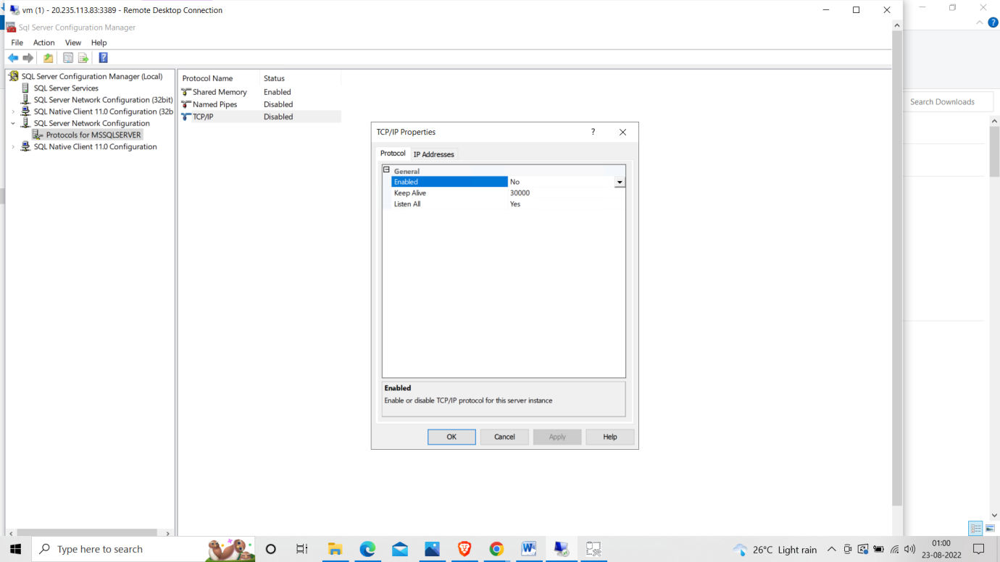 vm (1) - 20.235.113.83:3389 - Remote Desktop Connection
Sql Server Configuration Manager
File Action View Help
SQL Server Configuration Manager (Local)
SQL Server Services
SQL Server Network Configuration (32bit)
SQL Native Client 11.0 Configuration (32b
SQL Server Network Configuration
Protocols for MSSQLSERVER
SQL Native Client 11.0 Configuration
Protocol Name Status
Shared Memory Enabled
Named Pipes Disabled
TCP/IP Disabled
TCP/IP Properties
Protocol IP Addresses
General
Enabled No
Keep Alive 30000
Listen All Yes
Enabled
Enable or disable TCP/IP protocol for this server instance
OK Cancel Apply Help
Search Downloads
Type here to search
26°C Light rain
01:00
23-08-2022